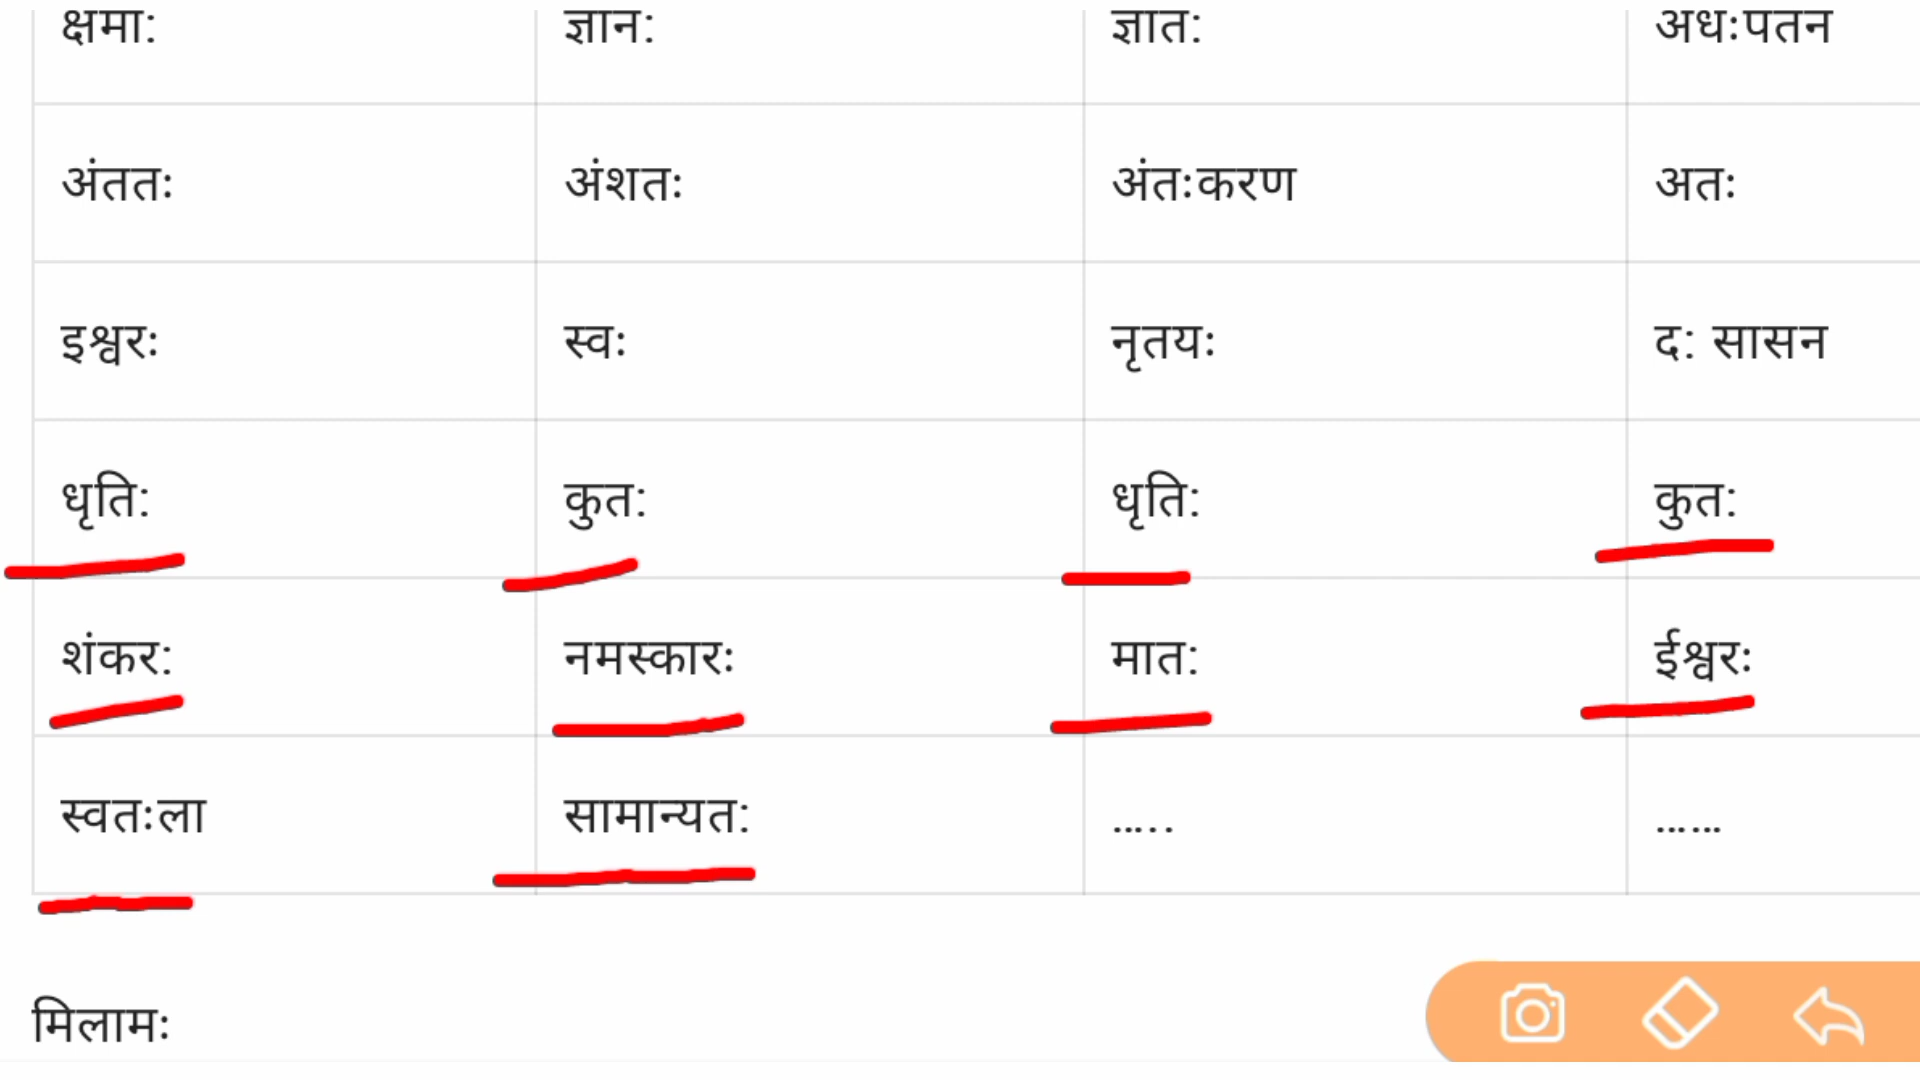 क्षमा: ज्ञान: ज्ञात: अधःपतन
अंततः अंशतः अंतःकरण अतः
इश्वरः स्वः नृतयः द: सासन
धृति: कुत: धृति: कुत:
शंकर: नमस्कारः मात: ईश्वरः
स्वतःला सामान्यत: ….. ……
मिलामः